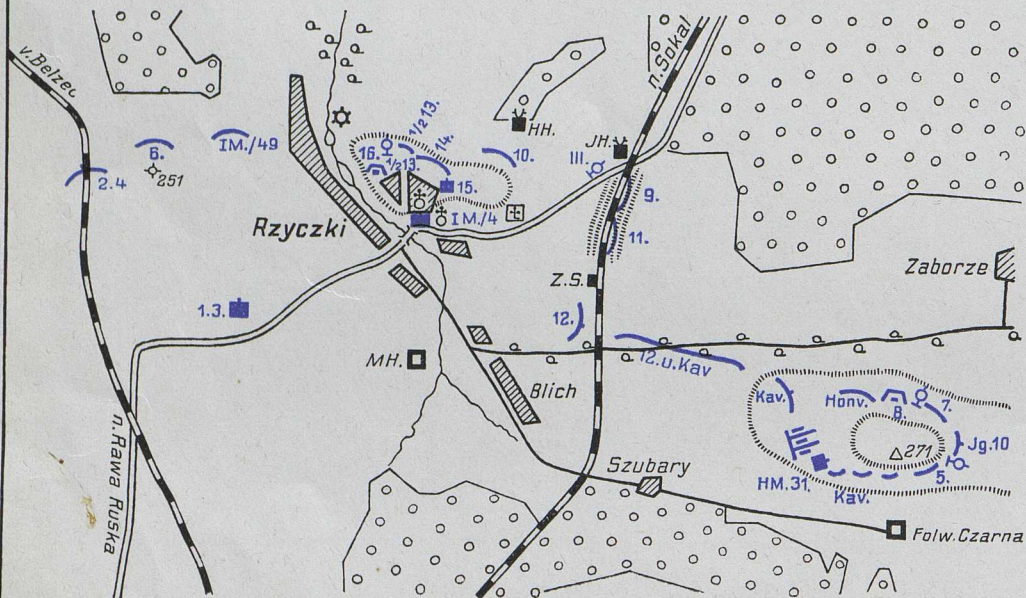 v. Belzec
n. Sokal
HH.
JH.
III.
6.
251
IM./49
16.
1/2 13.
1/2 13.
14.
10.
15.
2.4
9.
Rzyczki
IM./4
11.
Zaborze
Z.S.
1.3.
12.
MH.
12.u.Kav
Blich
Kav.
Honv.
8.
7.
271
Jg.10
n. Rawa Ruska
Szubary
HM.31.
Kav.
5.
Folw. Czarna